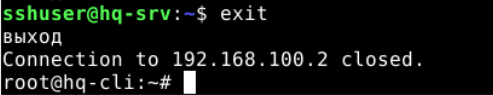 sshuser@hq-srv:~$ exit
выход
Connection to 192.168.100.2 closed.
root@hq-cli:~#